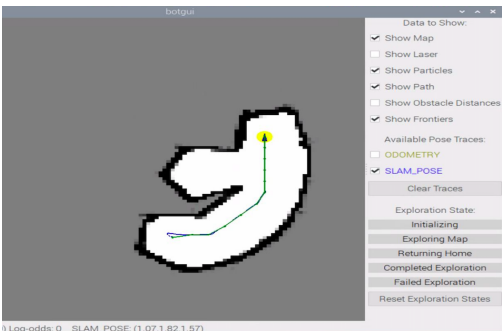 botgui
Data to Show:
Show Map
Show Laser
Show Particles
Show Path
Show Obstacle Distances
Show Frontiers
Available Pose Traces:
ODOMETRY
SLAM_POSE
Clear Traces
Exploration State:
Initializing
Exploring Map
Returning Home
Completed Exploration
Failed Exploration
Reset Exploration States
) Log-odds: 0 SLAM_POSE: (1.07,1.82,1.57)